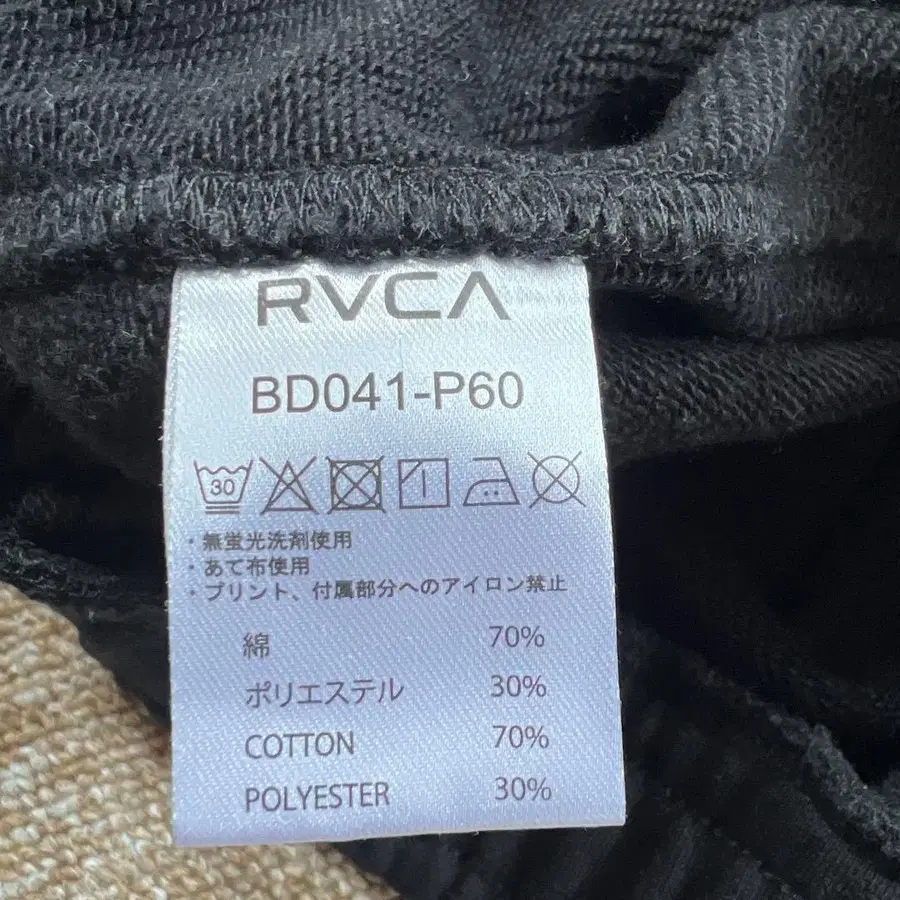 RVCA
BD041-P60
30
・無蛍光洗剤使用
・あて布使用
・プリント、付属部分へのアイロン禁止
綿 70%
ポリエステル 30%
COTTON 70%
POLYESTER 30%